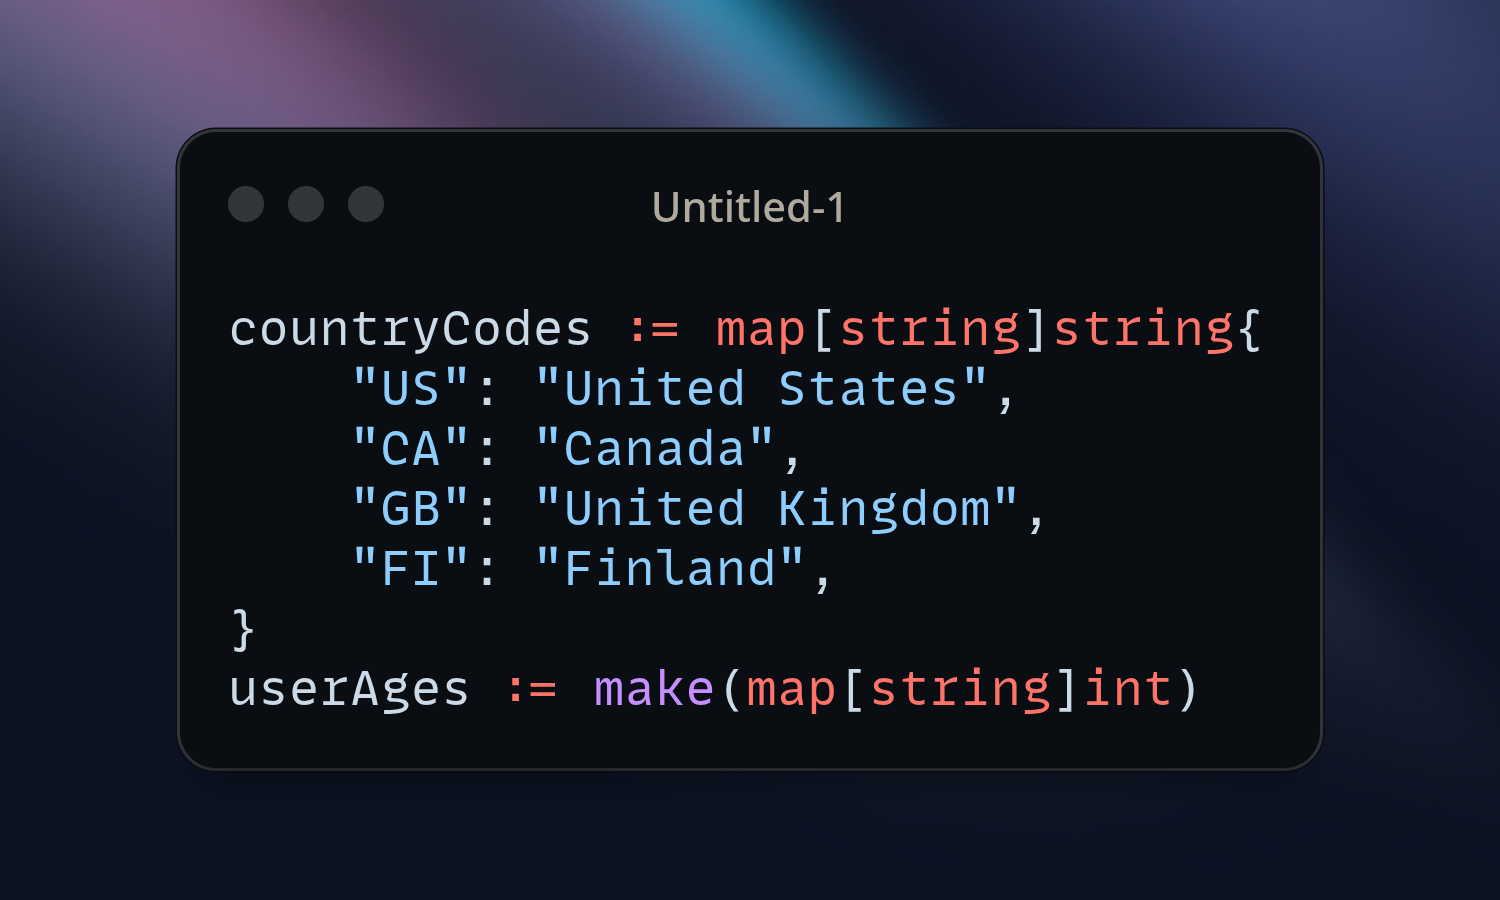 Untitled-1
countryCodes := map[string]string{
    "US": "United States",
    "CA": "Canada",
    "GB": "United Kingdom",
    "FI": "Finland",
}
userAges := make(map[string]int)